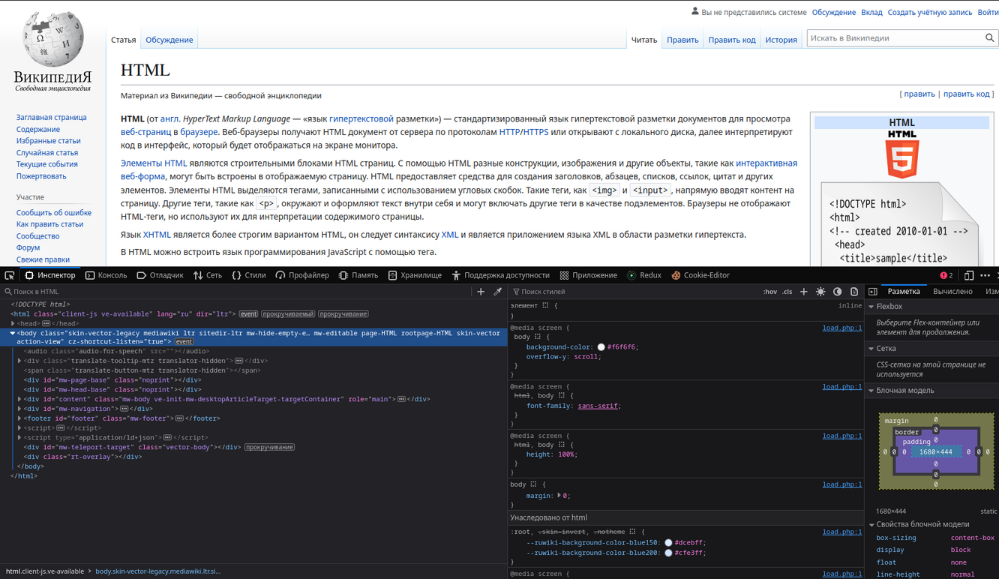 Вы не представились системе Обсуждение Вклад Создать учётную запись Войти
Статья Обсуждение Читать Править Править код История Искать в Википедии
ВикипедиЯ
Свободная энциклопедия
Заглавная страница
Содержание
Избранные статьи
Случайная статья
Текущие события
Пожертвовать
Участие
Сообщить об ошибке
Как править статьи
Сообщество
Форум
Свежие правки
HTML
Материал из Википедии — свободной энциклопедии
[ править | править код ]
HTML (от англ. HyperText Markup Language — «язык гипертекстовой разметки») — стандартизированный язык гипертекстовой разметки документов для просмотра
веб-страниц в браузере. Веб-браузеры получают HTML документ от сервера по протоколам HTTP/HTTPS или открывают с локального диска, далее интерпретируют
код в интерфейс, который будет отображаться на экране монитора.
Элементы HTML являются строительными блоками HTML страниц. С помощью HTML разные конструкции, изображения и другие объекты, такие как интерактивная
веб-форма, могут быть встроены в отображаемую страницу. HTML предоставляет средства для создания заголовков, абзацев, списков, ссылок, цитат и других
элементов. Элементы HTML выделяются тегами, записанными с использованием угловых скобок. Такие теги, как <img> и <input>, напрямую вводят контент на
страницу. Другие теги, такие как <p>, окружают и оформляют текст внутри себя и могут включать другие теги в качестве подэлементов. Браузеры не отображают
HTML-теги, но используют их для интерпретации содержимого страницы.
Язык XHTML является более строгим вариантом HTML, он следует синтаксису XML и является приложением языка XML в области разметки гипертекста.
В HTML можно встроить язык программирования JavaScript с помощью тега.
HTML
HTML
5
<!DOCTYPE html>
<html>
<!-- created 2010-01-01 -->
<head>
<title>sample</title>
Инспектор Консоль Отладчик Сеть Стили Профайлер Память Хранилище Поддержка доступности Приложение Redux Cookie-Editor 2
Поиск в HTML
<!DOCTYPE html>
<html class="client-js ve-available" lang="ru" dir="ltr"> event прокручиваемый прокручивание
<head></head>
<body class="skin-vector-legacy mediawiki ltr sitedir-ltr mw-hide-empty-e… mw-editable page-HTML rootpage-HTML skin-vector
action-view" cz-shortcut-listen="true"> event
<audio class="audio-for-speech" src=""></audio>
<div class="translate-tooltip-mtz translator-hidden"></div>
<span class="translate-button-mtz translator-hidden"></span>
<div id="mw-page-base" class="noprint"></div>
<div id="mw-head-base" class="noprint"></div>
<div id="content" class="mw-body ve-init-mw-desktopArticleTarget-targetContainer" role="main"></div>
<div id="mw-navigation"></div>
<footer id="footer" class="mw-footer"></footer>
<script></script>
<script type="application/ld+json"></script>
<div id="mw-teleport-target" class="vector-body"></div> прокручивание
<div class="rt-overlay"></div>
</body>
</html>
html.client-js.ve-available body.skin-vector-legacy.mediawiki.ltr.si…
Поиск стилей :hov .cls
элемент { inline
}
@media screen { load.php:1
body {
background-color: #f6f6f6;
overflow-y: scroll;
}
}
@media screen { load.php:1
html, body {
font-family: sans-serif;
}
}
@media screen { load.php:1
html, body {
height: 100%;
}
}
body { load.php:1
margin: 0;
}
Унаследовано от html
:root, .skin-invert, .notheme { load.php:1
--ruwiki-background-color-blue150: #dcebff;
--ruwiki-background-color-blue200: #cfe3ff;
}
@media screen { load.php:1
Разметка Вычислено Изм
Flexbox
Выберите Flex-контейнер или
элемент для продолжения.
Сетка
CSS-сетка на этой странице не
используется
Блочная модель
margin 0
border 0
padding 0
0 0 0 1680×444 0 0 0
0
0
0
1680×444 static
Свойства блочной модели
box-sizing content-box
display block
float none
line-height normal